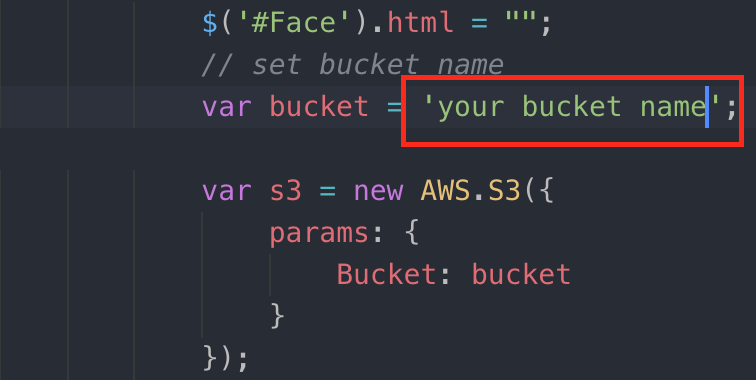 $('#Face').html = "";
// set bucket name
var bucket = 'your bucket name';
var s3 = new AWS.S3({
params: {
Bucket: bucket
}
});